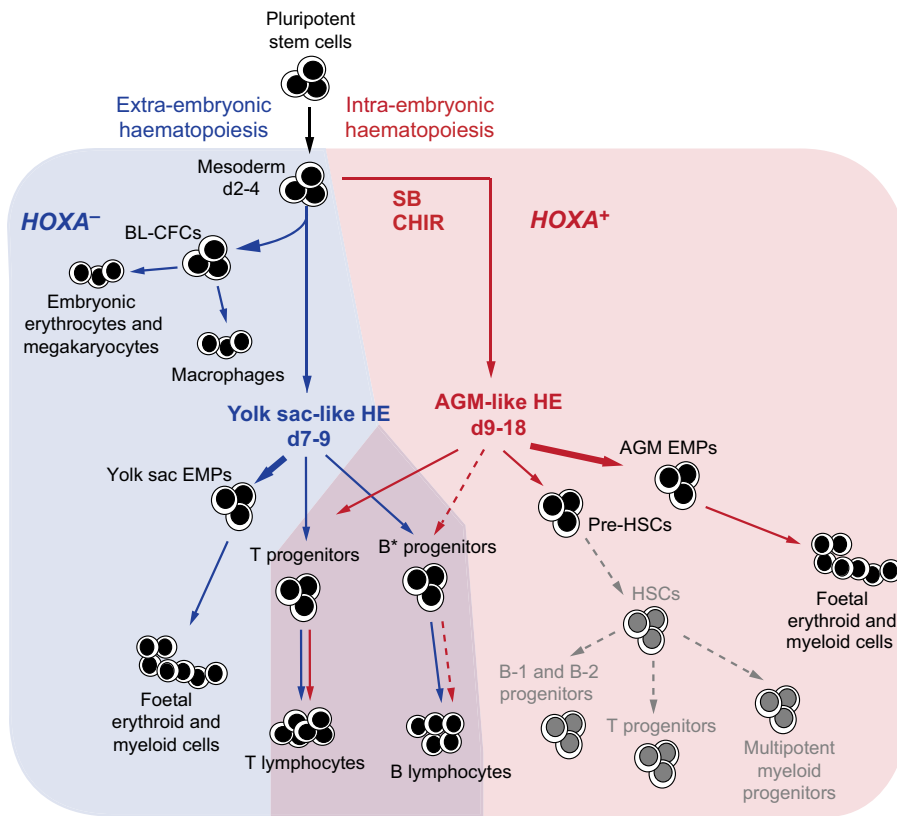 Pluripotent
stem cells
Extra-embryonic
haematopoiesis
Intra-embryonic
haematopoiesis
Mesoderm
d2-4
SB
CHIR
HOXA–
HOXA+
BL-CFCs
Embryonic
erythrocytes and
megakaryocytes
Macrophages
Yolk sac-like HE
d7-9
AGM-like HE
d9-18
Yolk sac EMPs
AGM EMPs
Pre-HSCs
T progenitors
B* progenitors
HSCs
Foetal
erythroid and
myeloid cells
B-1 and B-2
progenitors
T progenitors
Foetal
erythroid and
myeloid cells
T lymphocytes
B lymphocytes
Multipotent
myeloid
progenitors